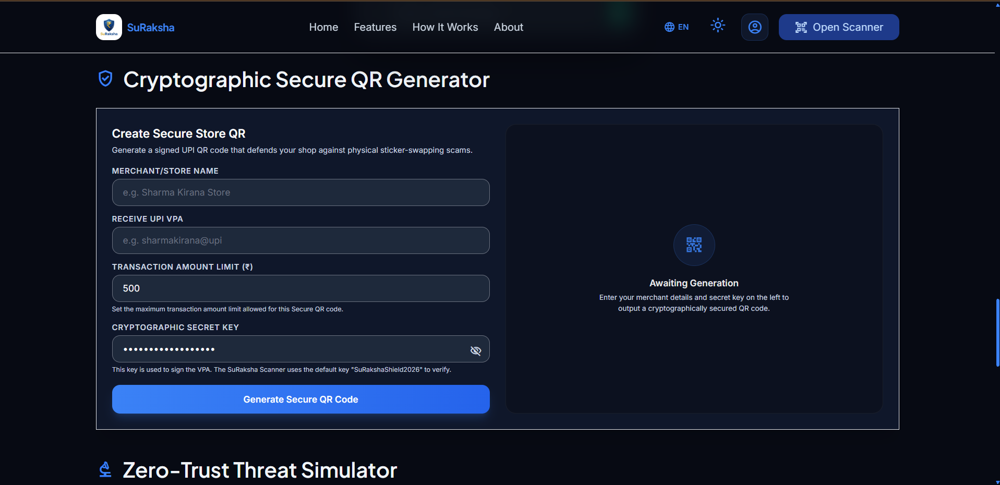 SuRaksha
SuRaksha
Home
Features
How It Works
About
EN
Open Scanner
Cryptographic Secure QR Generator
Create Secure Store QR
Generate a signed UPI QR code that defends your shop against physical sticker-swapping scams.
MERCHANT/STORE NAME
e.g. Sharma Kirana Store
RECEIVE UPI VPA
e.g. sharmakirana@upi
TRANSACTION AMOUNT LIMIT (₹)
500
Set the maximum transaction amount limit allowed for this Secure QR code.
CRYPTOGRAPHIC SECRET KEY
••••••••••••••••••
This key is used to sign the VPA. The SuRaksha Scanner uses the default key "SuRakshaShield2026" to verify.
Generate Secure QR Code
Awaiting Generation
Enter your merchant details and secret key on the left to
output a cryptographically secured QR code.
Zero-Trust Threat Simulator